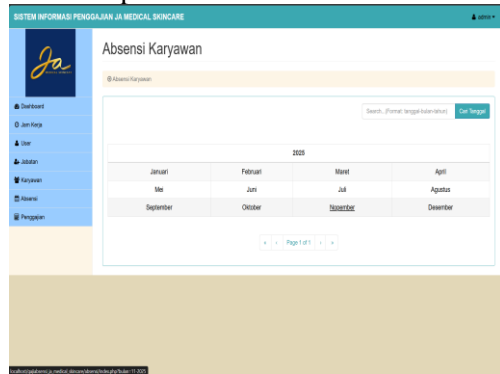 SISTEM INFORMASI PENGGAJIAN JA MEDICAL SKINCARE
admin
Ja
Absensi Karyawan
Absensi Karyawan
Dashboard
Jam Kerja
User
Jabatan
Karyawan
Absensi
Penggajian
Search...(Format: tanggal-bulan-tahun)
Cari Tanggal
2025
Januari Februari Maret April
Mei Juni Juli Agustus
September Oktober November Desember
« ‹ Page 1 of 1 › »